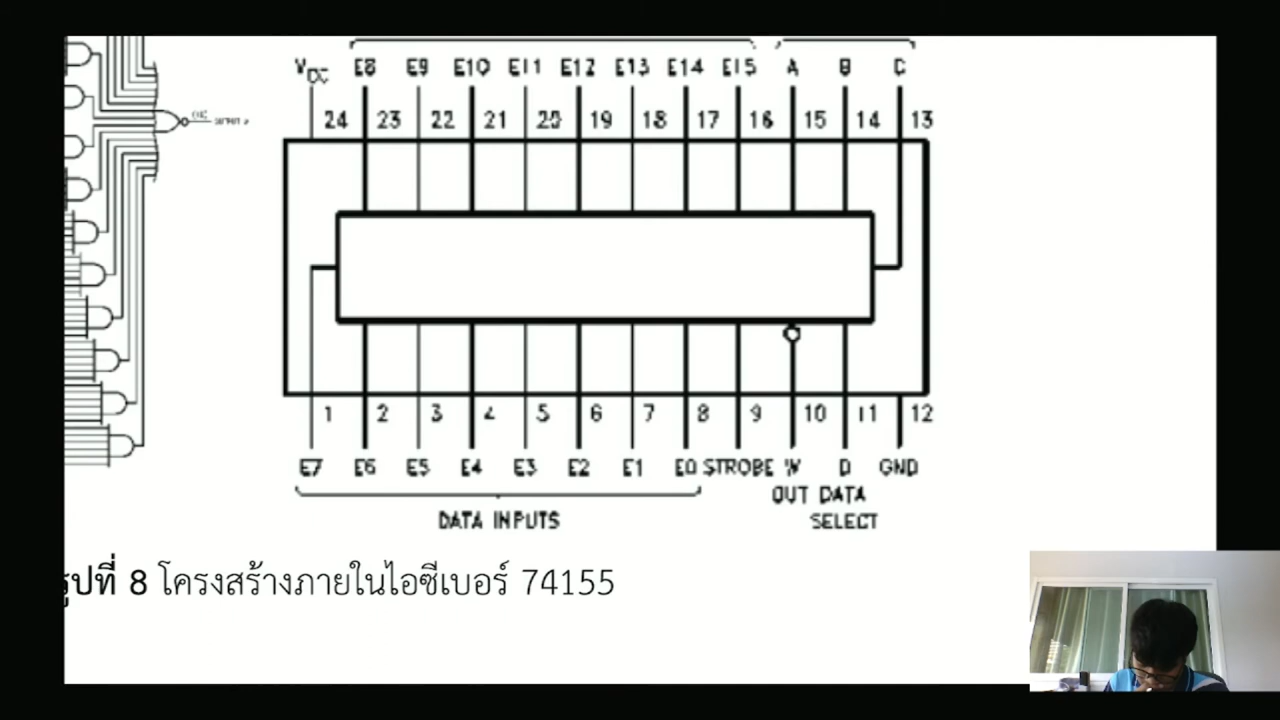 V DC E8 E9 E10 E11 E12 E13 E14 E15 A B C
24 23 22 21 20 19 18 17 16 15 14 13
1 2 3 4 5 6 7 8 9 10 11 12
E7 E6 E5 E4 E3 E2 E1 E0 STROBE W D GND
OUT DATA
SELECT
DATA INPUTS
รูปที่ 8 โครงสร้างภายในไอซีเบอร์ 74155